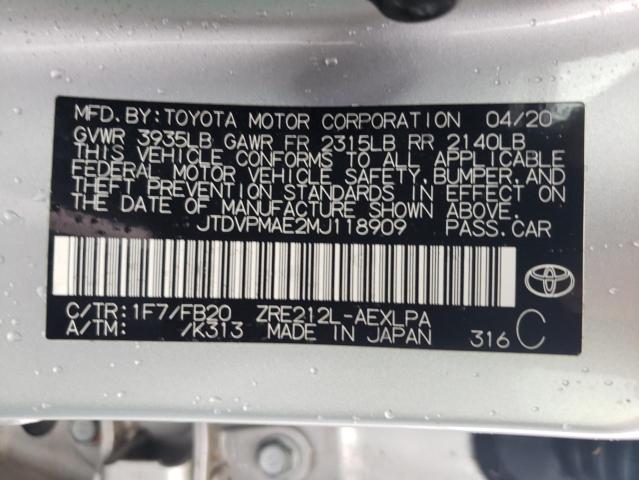 MFD.BY:TOYOTA MOTOR CORPORATION 04/20
GVWR 3935LB GAWR FR 2315LB RR 2140LB
THIS VEHICLE CONFORMS TO ALL APPLICABLE
FEDERAL MOTOR VEHICLE SAFETY,BUMPER,AND
THEFT PREVENTION STANDARDS IN EFFECT ON
THE DATE OF MANUFACTURE SHOWN ABOVE.
JTDVPMAE2MJ118909 PASS.CAR
C/TR:1F7/FB20 ZRE212L-AEXLPA
A/TM: /K313 MADE IN JAPAN 316 C